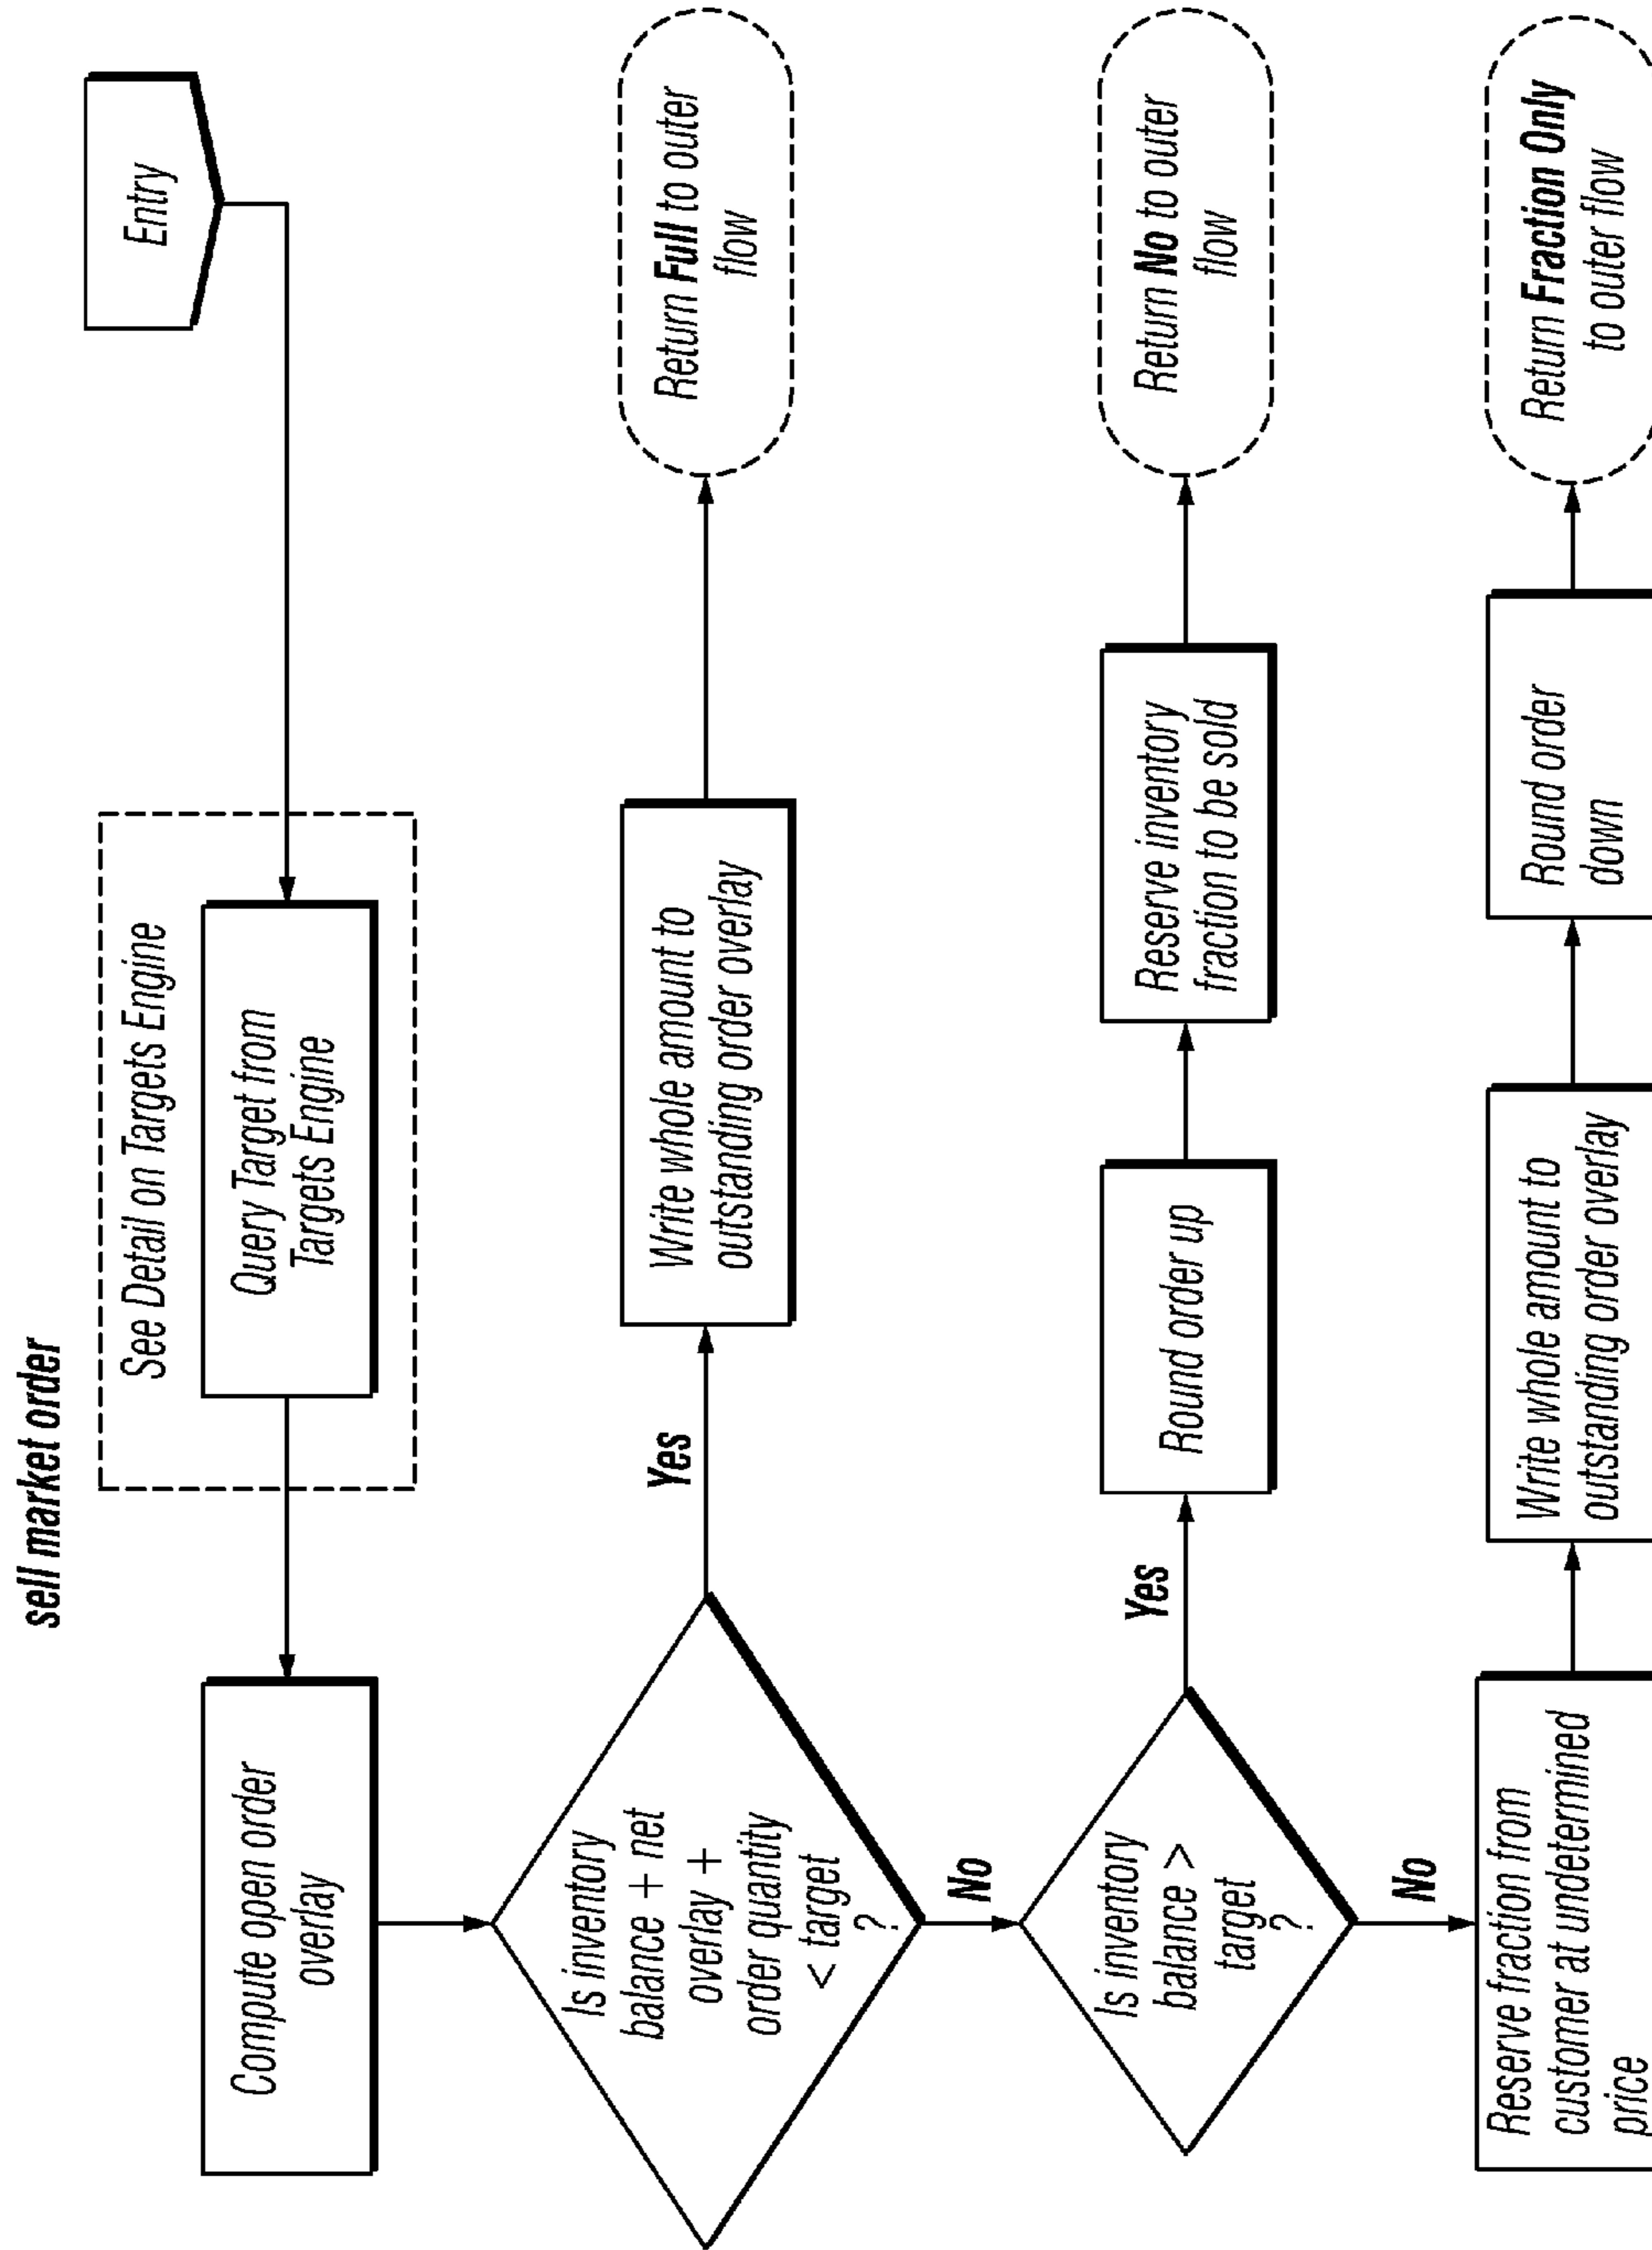 sell market order
Entry
See Detail on Targets Engine
Query Target from
Targets Engine
Compute open order
overlay
Is inventory
balance + net
overlay +
order quantity
< target
?
Yes
Write whole amount to
outstanding order overlay
Return Full to outer
flow
No
Is inventory
balance >
target
?
Yes
Round order up
Reserve inventory
fraction to be sold
Return No to outer
flow
No
Reserve fraction from
customer at undetermined
price
Write whole amount to
outstanding order overlay
Round order
down
Return Fraction Only
to outer flow